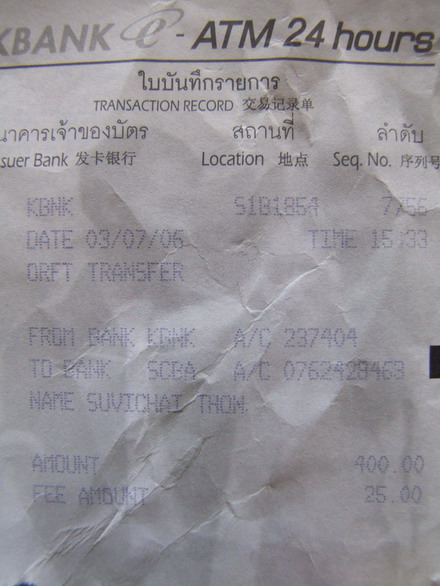 KBANK e - ATM 24 hours
ใบบันทึกรายการ
TRANSACTION RECORD 交易记录单
นาคารเจ้าของบัตร สถานที่ ลำดับ
ssuer Bank 发卡银行 Location 地点 Seq. No. 序列号
KBNK S1B1854 7756
DATE 03/07/06 TIME 15:33
ORFT TRANSFER
FROM BANK KBNK A/C 237404
TO BANK SCBA A/C 0762428463
NAME SUVICHAI THON
AMOUNT 400.00
FEE AMOUNT 25.00